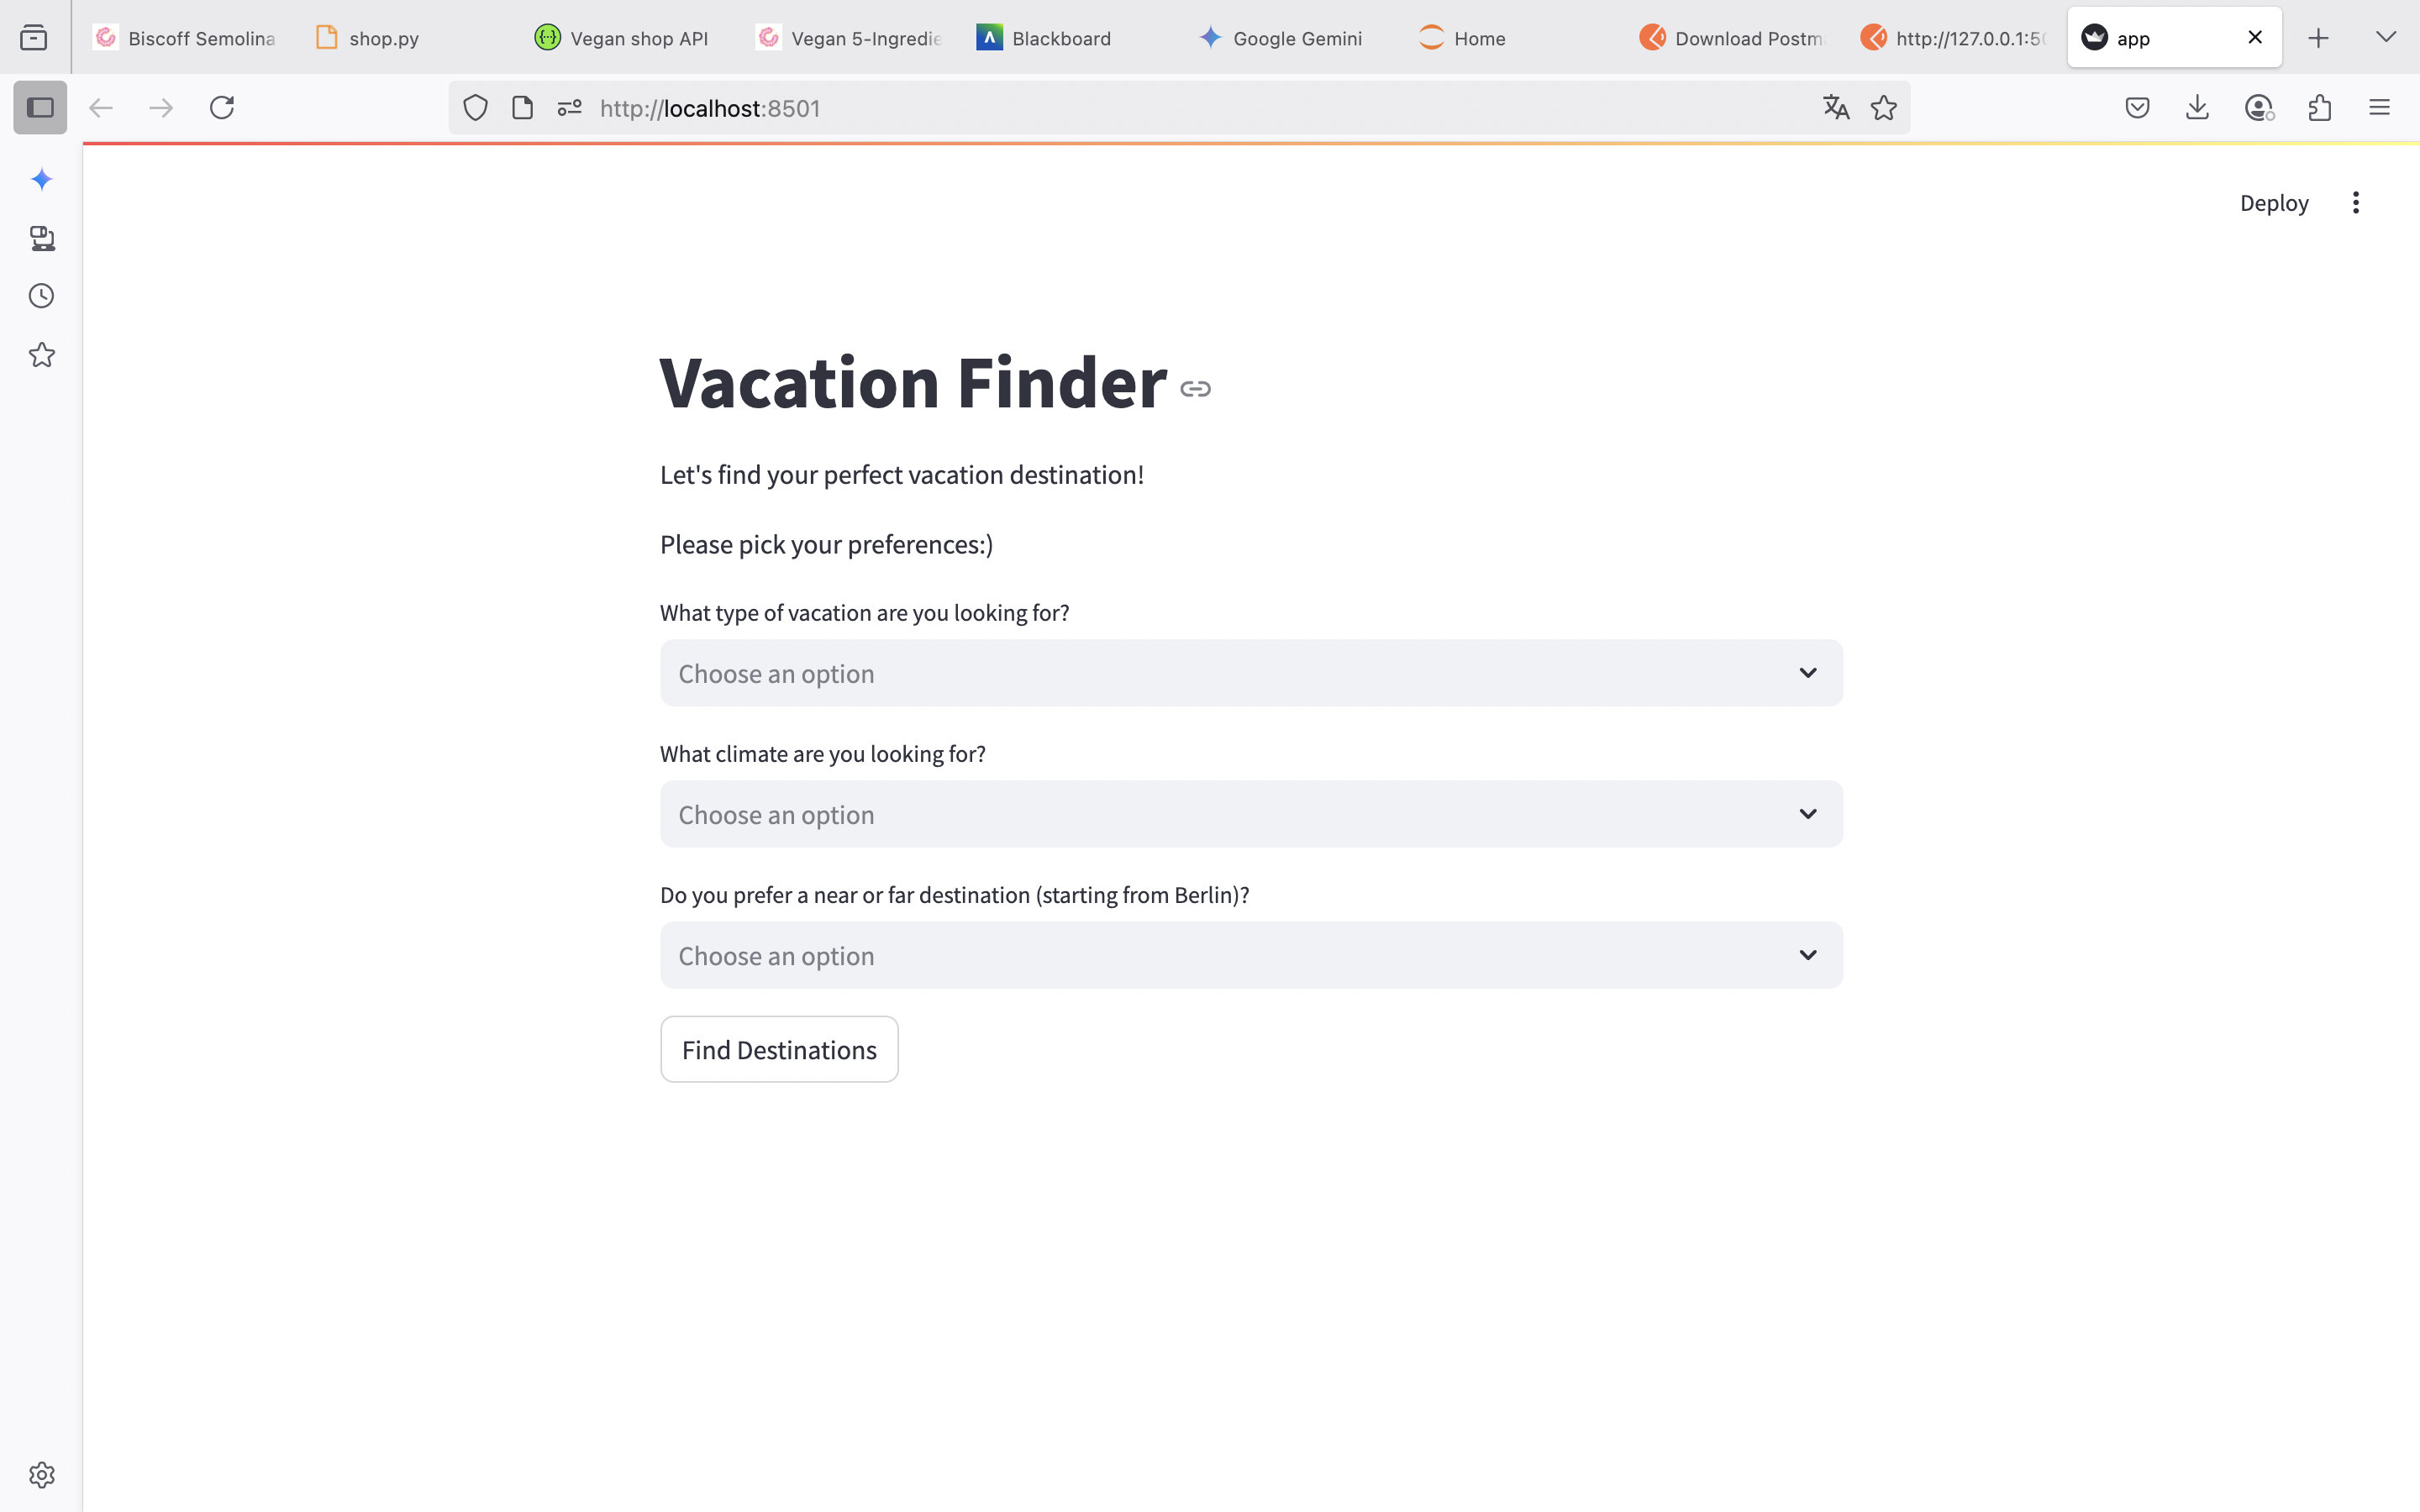 Biscoff Semolina
shop.py
{··}
Vegan shop API
Vegan 5-Ingredie
Blackboard
Google Gemini
Home
Download Postm
http://127.0.0.1:50
app
http://localhost:8501
Deploy
Vacation Finder
Let's find your perfect vacation destination!
Please pick your preferences:)
What type of vacation are you looking for?
Choose an option
What climate are you looking for?
Choose an option
Do you prefer a near or far destination (starting from Berlin)?
Choose an option
Find Destinations